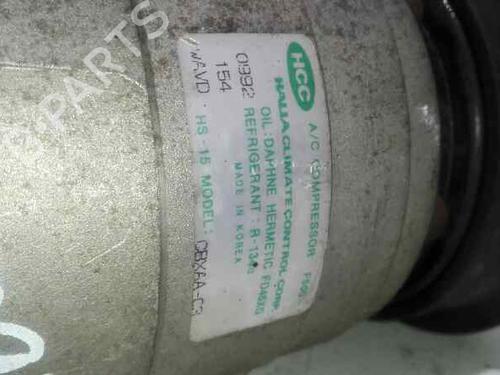 HCC
A/C COMPRESSOR
HALLA CLIMATE CONTROL CORP.
OIL: DAPHNE HERMETIC
REFRIGERANT : R-134a
MADE IN KOREA
0992
154
HS-15 MODEL:
PARTS